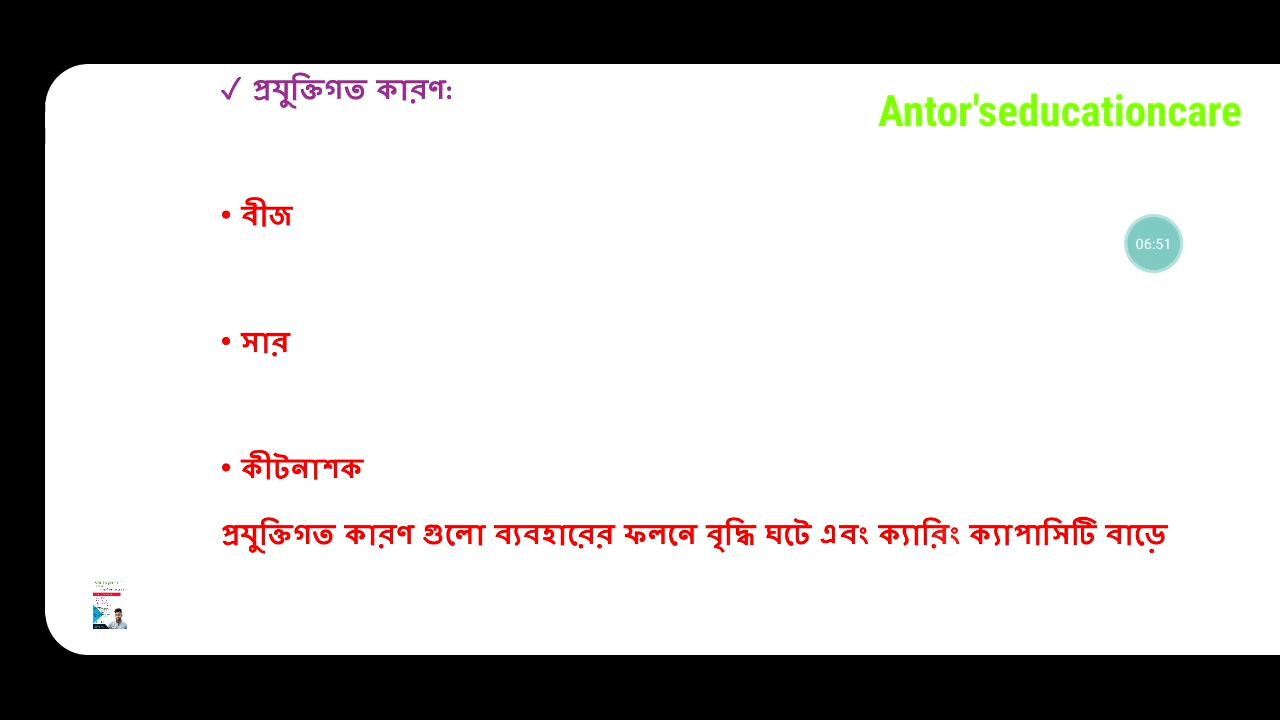 ✓ প্রযুক্তিগত কারণ:
Antor'seducationcare
• বীজ
06:51
• সার
• কীটনাশক
প্রযুক্তিগত কারণ গুলো ব্যবহারের ফলনে বৃদ্ধি ঘটে এবং ক্যারিং ক্যাপাসিটি বাড়ে